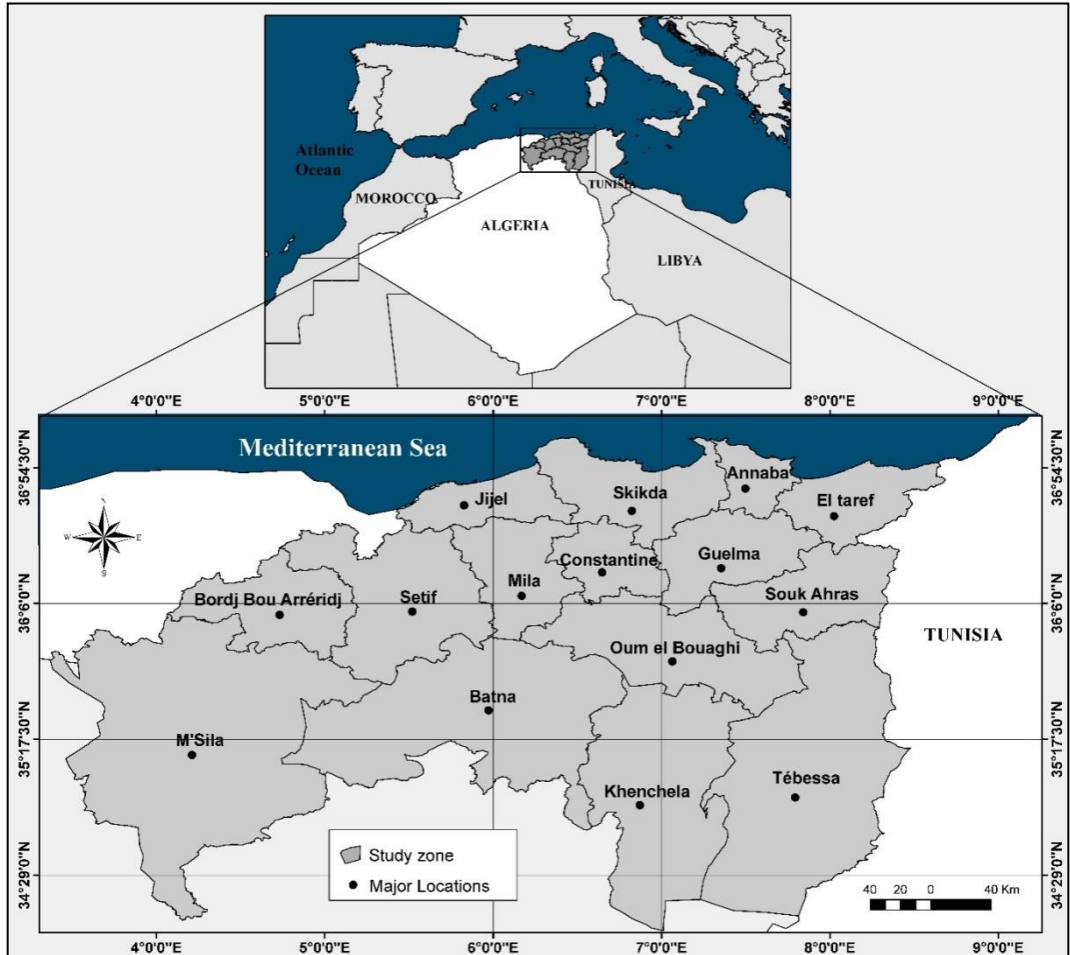 Atlantic
Ocean
MOROCCO
TUNISIA
ALGERIA
LIBYA
4°0'0"E 5°0'0"E 6°0'0"E 7°0'0"E 8°0'0"E 9°0'0"E
Mediterranean Sea
36°54'30"N 36°54'30"N
Annaba
Jijel
Skikda
El taref
N
W E
S
Constantine
Guelma
Mila
Bordj Bou Arréridj
Setif
Souk Ahras
36°6'0"N 36°6'0"N
TUNISIA
Oum el Bouaghi
Batna
M'Sila
35°17'30"N 35°17'30"N
Tébessa
Khenchela
Study zone
Major Locations
34°29'0"N 34°29'0"N
40 20 0 40 Km
4°0'0"E 5°0'0"E 6°0'0"E 7°0'0"E 8°0'0"E 9°0'0"E